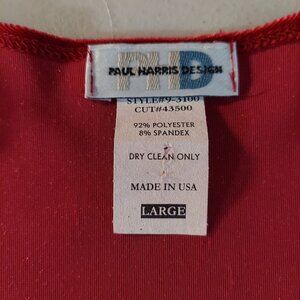 PHD
PAUL HARRIS DESIGN
STYLE#9-3100
CUT#43500
92% POLYESTER
8% SPANDEX
DRY CLEAN ONLY
MADE IN USA
LARGE